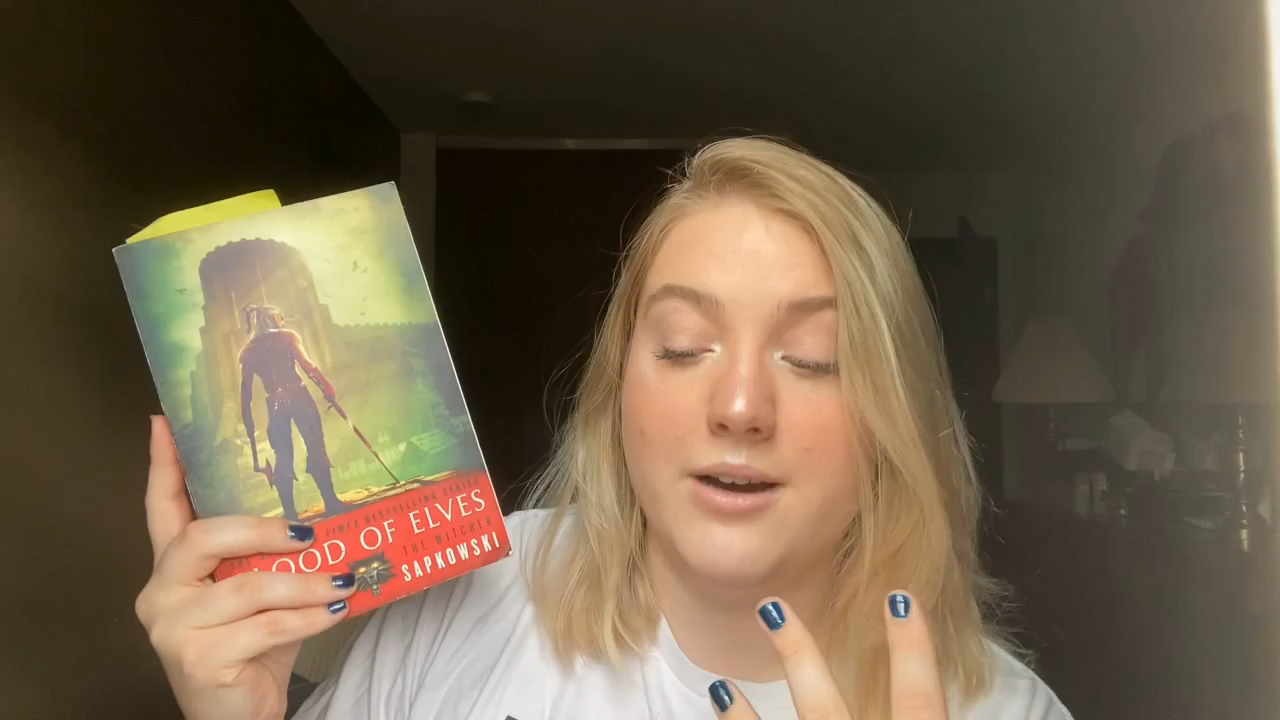 TIMES BESTSELLING SERIES
LOOD OF ELVES
THE WITCHER
SAPKOWSKI